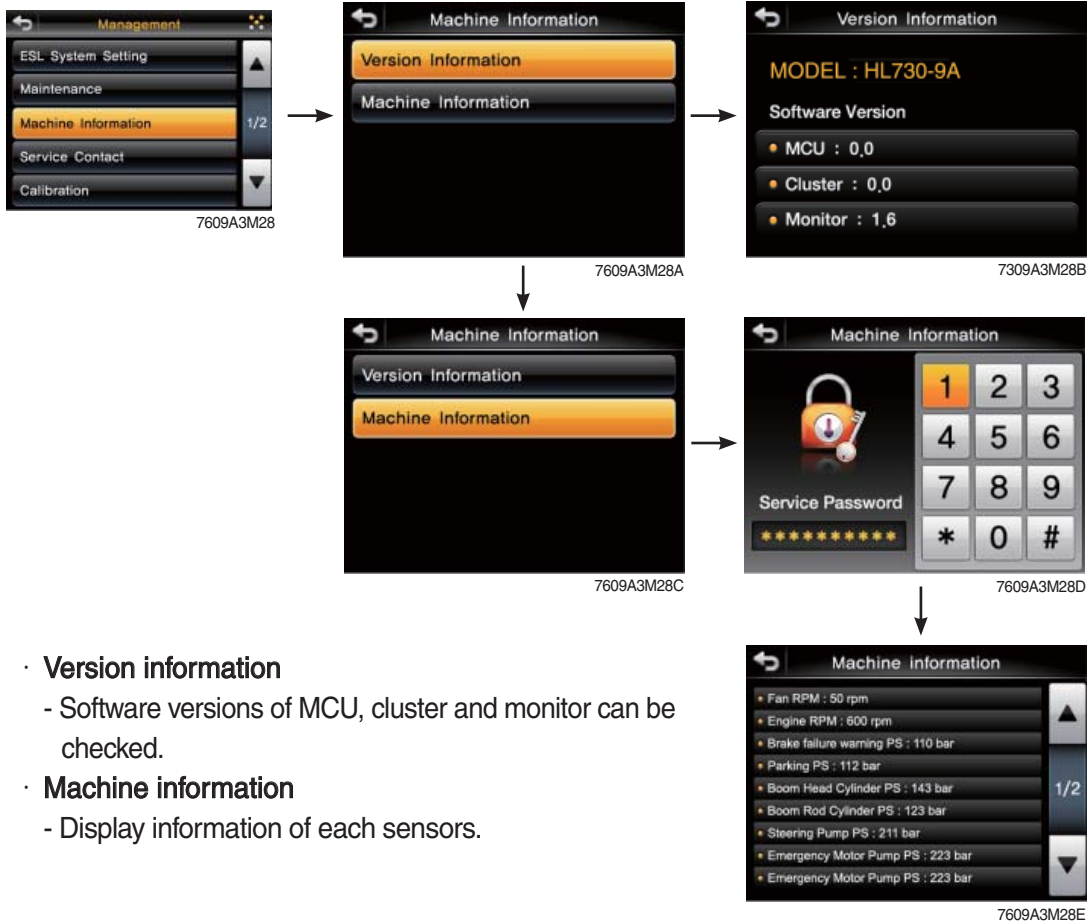 Management
ESL System Setting
Maintenance
Machine Information
1/2
Service Contact
Calibration
7609A3M28
Machine Information
Version Information
Machine Information
7609A3M28A
Version Information
MODEL : HL730-9A
Software Version
• MCU : 0.0
• Cluster : 0.0
• Monitor : 1.6
7309A3M28B
Machine Information
Version Information
Machine Information
7609A3M28C
Machine Information
1 2 3
4 5 6
7 8 9
* 0 #
Service Password
**********
7609A3M28D
· Version information
- Software versions of MCU, cluster and monitor can be
checked.
· Machine information
- Display information of each sensors.
Machine information
• Fan RPM : 50 rpm
• Engine RPM : 600 rpm
• Brake failure warning PS : 110 bar
• Parking PS : 112 bar
• Boom Head Cylinder PS : 143 bar
• Boom Rod Cylinder PS : 123 bar
• Steering Pump PS : 211 bar
• Emergency Motor Pump PS : 223 bar
• Emergency Motor Pump PS : 223 bar
1/2
7609A3M28E